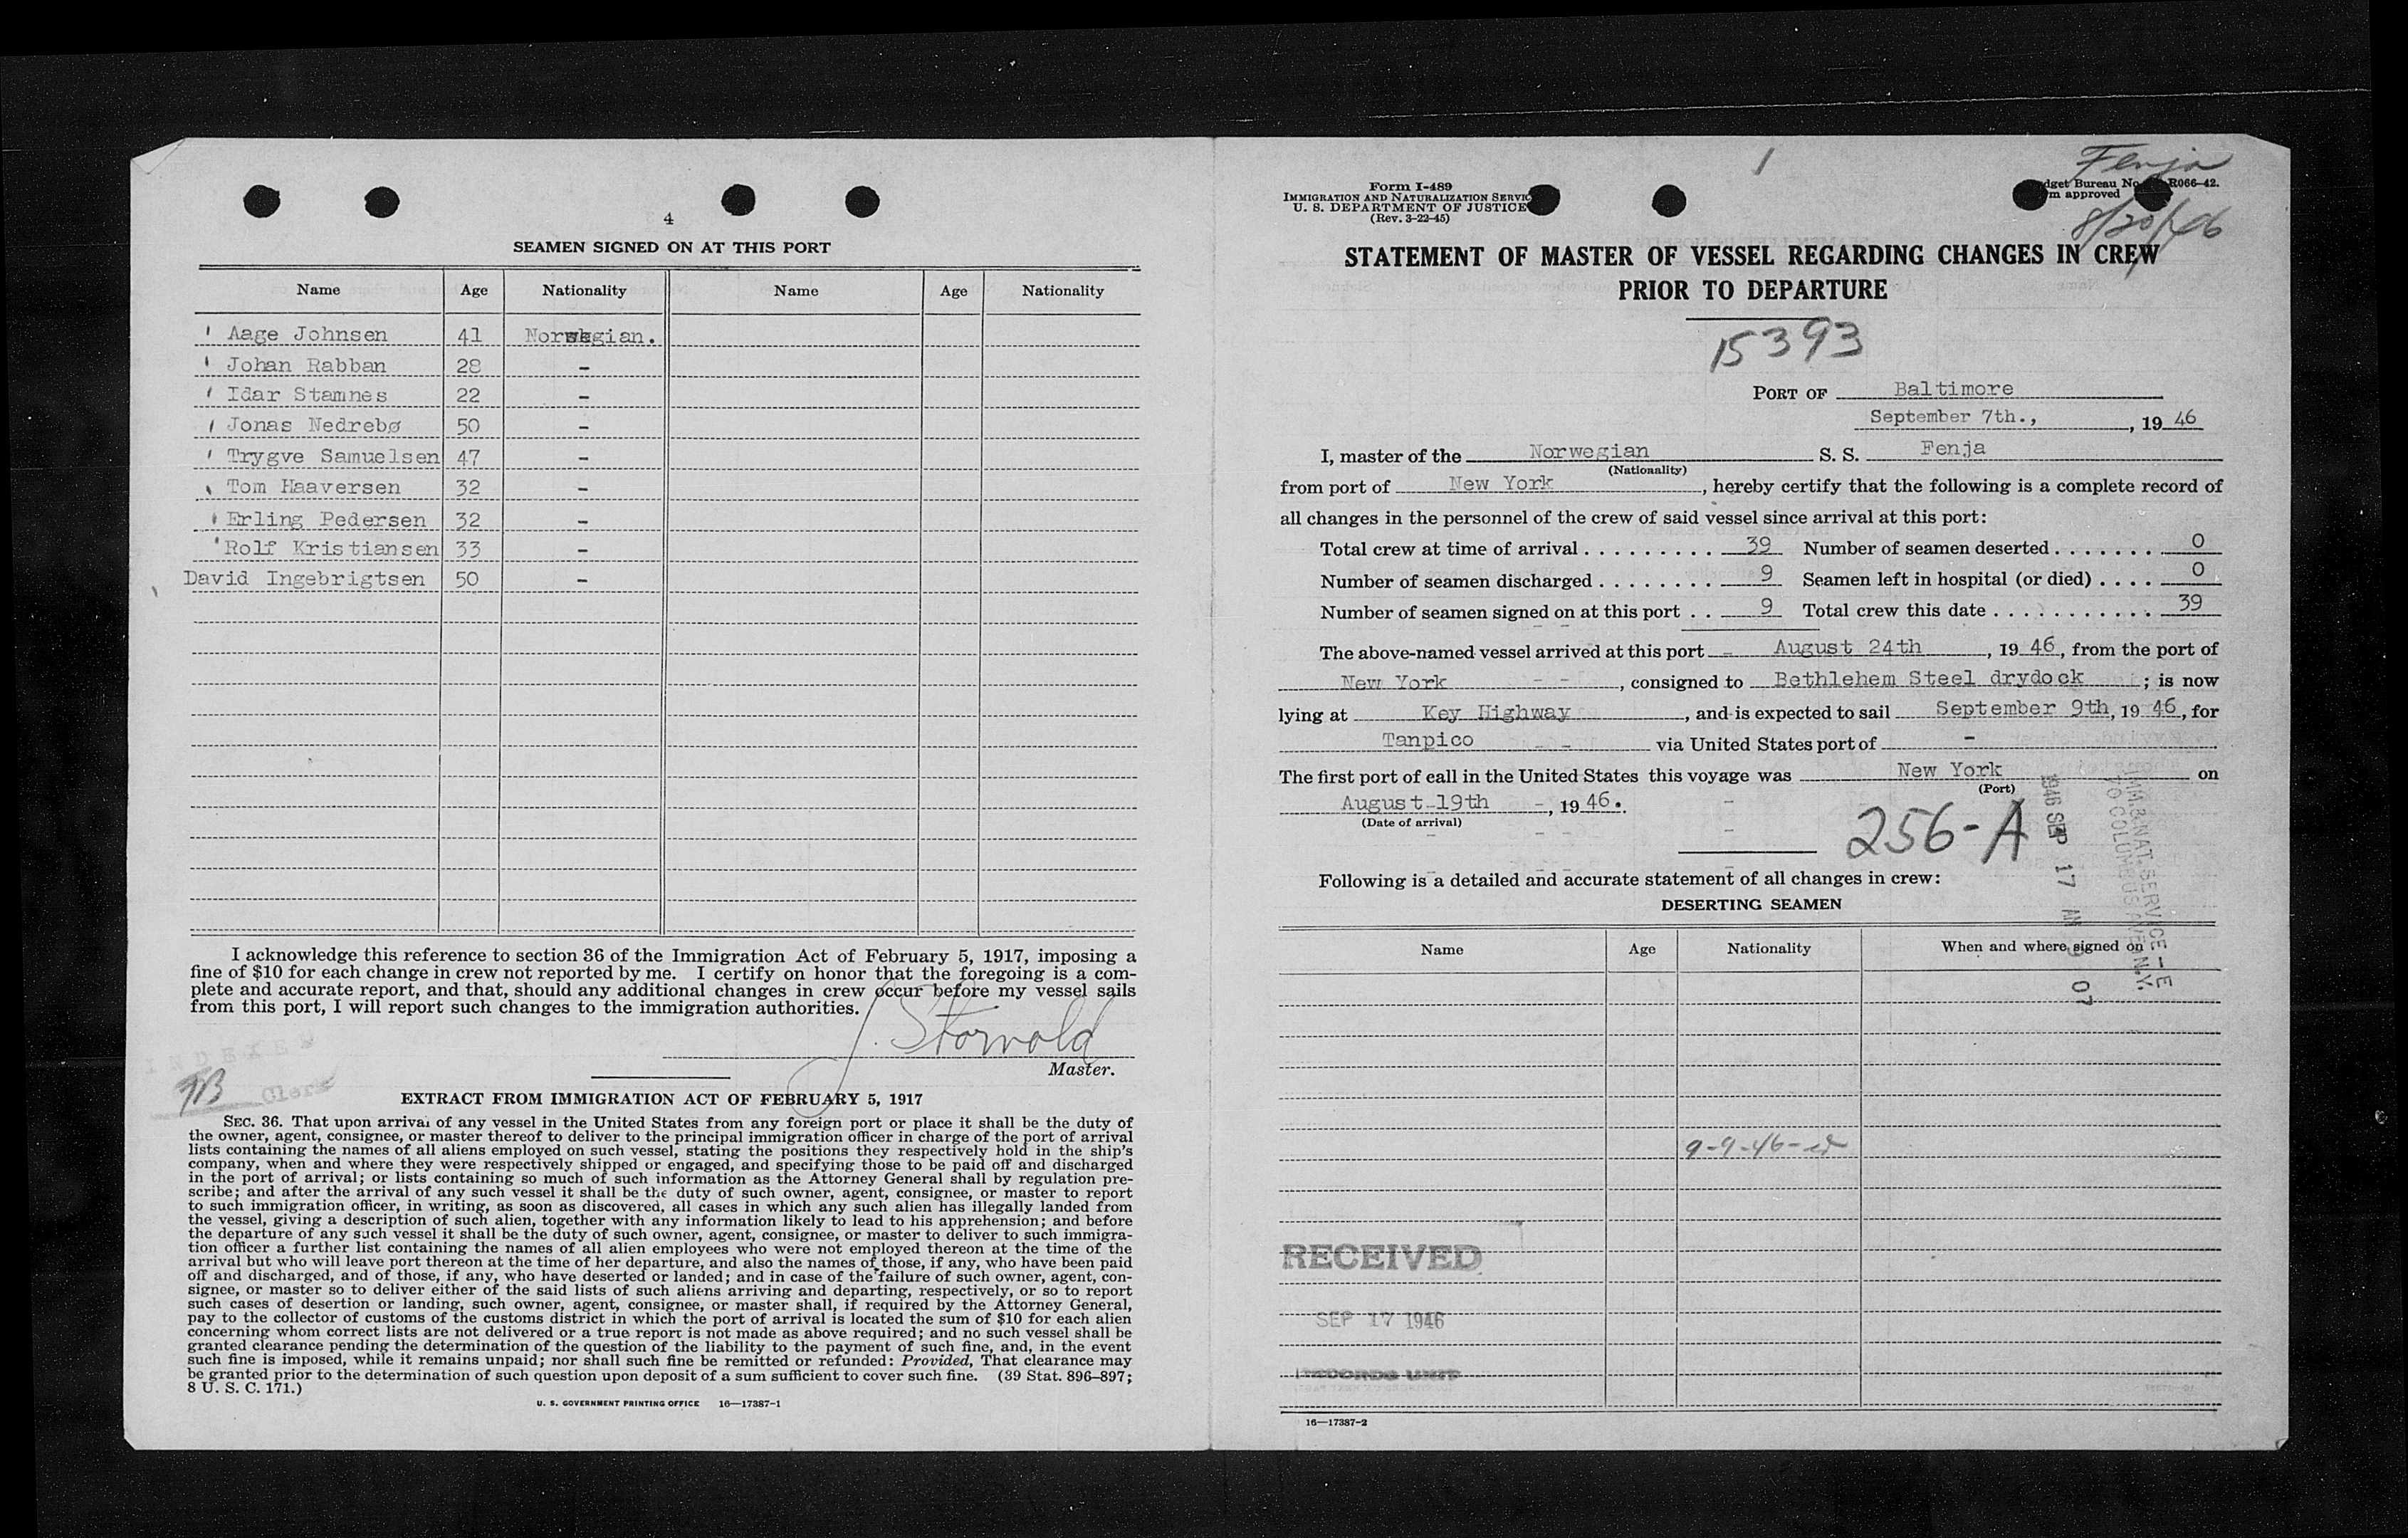 4
SEAMEN SIGNED ON AT THIS PORT
Name Age Nationality Name Age Nationality
Aage Johnsen 41 Norwegian.
Johan Rabban 28 -
Idar Stamnes 22 -
Jonas Nedrebø 50 -
Trygve Samuelsen 47 -
Tom Haaversen 32 -
Erling Pedersen 32 -
Rolf Kristiansen 33 -
David Ingebrigtsen 50 -
I acknowledge this reference to section 36 of the Immigration Act of February 5, 1917, imposing a
fine of $10 for each change in crew not reported by me. I certify on honor that the foregoing is a com-
plete and accurate report, and that, should any additional changes in crew occur before my vessel sails
from this port, I will report such changes to the immigration authorities.
J. Stornold
Master.
INDEXED
Clerk
EXTRACT FROM IMMIGRATION ACT OF FEBRUARY 5, 1917
SEC. 36. That upon arrival of any vessel in the United States from any foreign port or place it shall be the duty of
the owner, agent, consignee, or master thereof to deliver to the principal immigration officer in charge of the port of arrival
lists containing the names of all aliens employed on such vessel, stating the positions they respectively hold in the ship's
company, when and where they were respectively shipped or engaged, and specifying those to be paid off and discharged
in the port of arrival; or lists containing so much of such information as the Attorney General shall by regulation pre-
scribe; and after the arrival of any such vessel it shall be the duty of such owner, agent, consignee, or master to report
to such immigration officer, in writing, as soon as discovered, all cases in which any such alien has illegally landed from
the vessel, giving a description of such alien, together with any information likely to lead to his apprehension; and before
the departure of any such vessel it shall be the duty of such owner, agent, consignee, or master to deliver to such immigra-
tion officer a further list containing the names of all alien employees who were not employed thereon at the time of the
arrival but who will leave port thereon at the time of her departure, and also the names of those, if any, who have been paid
off and discharged, and of those, if any, who have deserted or landed; and in case of the failure of such owner, agent, con-
signee, or master so to deliver either of the said lists of such aliens arriving and departing, respectively, or so to report
such cases of desertion or landing, such owner, agent, consignee, or master shall, if required by the Attorney General,
pay to the collector of customs of the customs district in which the port of arrival is located the sum of $10 for each alien
concerning whom correct lists are not delivered or a true report is not made as above required; and no such vessel shall be
granted clearance pending the determination of the question of the liability to the payment of such fine, and, in the event
such fine is imposed, while it remains unpaid; nor shall such fine be remitted or refunded: Provided, That clearance may
be granted prior to the determination of such question upon deposit of a sum sufficient to cover such fine. (39 Stat. 896–897;
8 U. S. C. 171.)
U. S. GOVERNMENT PRINTING OFFICE 16—17387-1
1
Fenja
8/20/46
Form I-489
IMMIGRATION AND NATURALIZATION SERVIC
U. S. DEPARTMENT OF JUSTICE
(Rev. 3-22-45)
dget Bureau No. R066-42.
m approved
STATEMENT OF MASTER OF VESSEL REGARDING CHANGES IN CREW
PRIOR TO DEPARTURE
15393
PORT OF Baltimore
September 7th., , 19 46
I, master of the Norwegian S. S. Fenja
(Nationality)
from port of New York , hereby certify that the following is a complete record of
all changes in the personnel of the crew of said vessel since arrival at this port:
Total crew at time of arrival . . . . . . . . . 39 Number of seamen deserted . . . . . . . 0
Number of seamen discharged . . . . . . . . 9 Seamen left in hospital (or died) . . . . 0
Number of seamen signed on at this port . . 9 Total crew this date . . . . . . . . . . . 39
The above-named vessel arrived at this port - August 24th , 19 46, from the port of
New York , consigned to Bethlehem Steel drydock ; is now
lying at Key Highway , and is expected to sail September 9th, 19 46, for
Tanpico via United States port of -
The first port of call in the United States this voyage was New York on
(Port)
August 19th , 19 46.
(Date of arrival)
256-A
1946 SEP 17 AM 9 07
IMM. & NAT. SERVICE - E
70 COLUMBUS AVE. N.Y.
Following is a detailed and accurate statement of all changes in crew:
DESERTING SEAMEN
Name Age Nationality When and where signed on
9-9-46-
RECEIVED
SEP 17 1946
RECORDS UNIT
16—17387-2